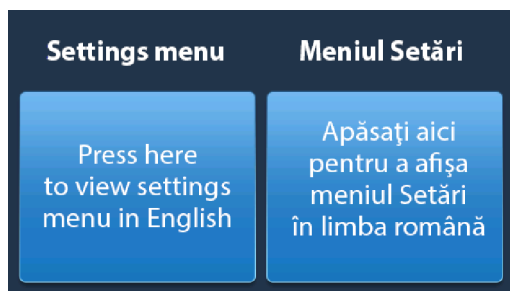 Settings menu
Meniul Setări
Press here
to view settings
menu in English
Apăsaţi aici
pentru a afişa
meniul Setări
în limba română